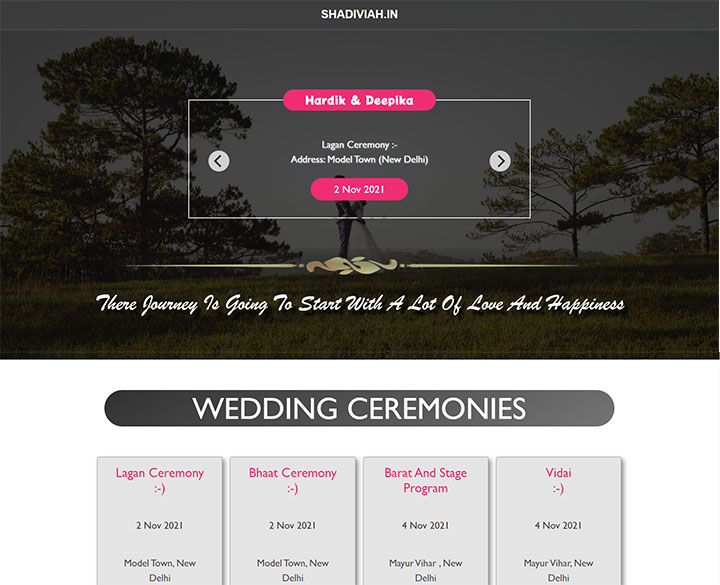 SHADIVIAH.IN
Hardik & Deepika
Lagan Ceremony :-
Address: Model Town (New Delhi)
2 Nov 2021
There Journey Is Going To Start With A Lot Of Love And Happiness
WEDDING CEREMONIES
Lagan Ceremony
:-)
2 Nov 2021
Model Town, New
Delhi
Bhaat Ceremony
:-)
2 Nov 2021
Model Town, New
Delhi
Barat And Stage
Program
4 Nov 2021
Mayur Vihar , New
Delhi
Vidai
:-)
4 Nov 2021
Mayur Vihar, New
Delhi